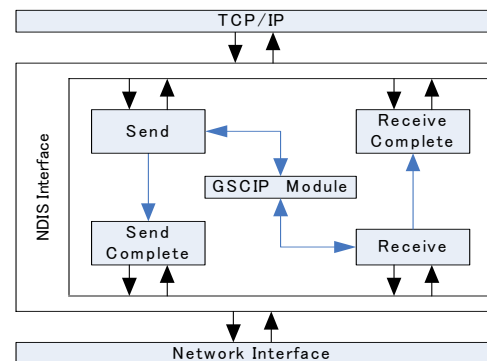 TCP/IP
NDIS Interface
Send
Receive
Complete
GSCIP Module
Send
Complete
Receive
Network Interface